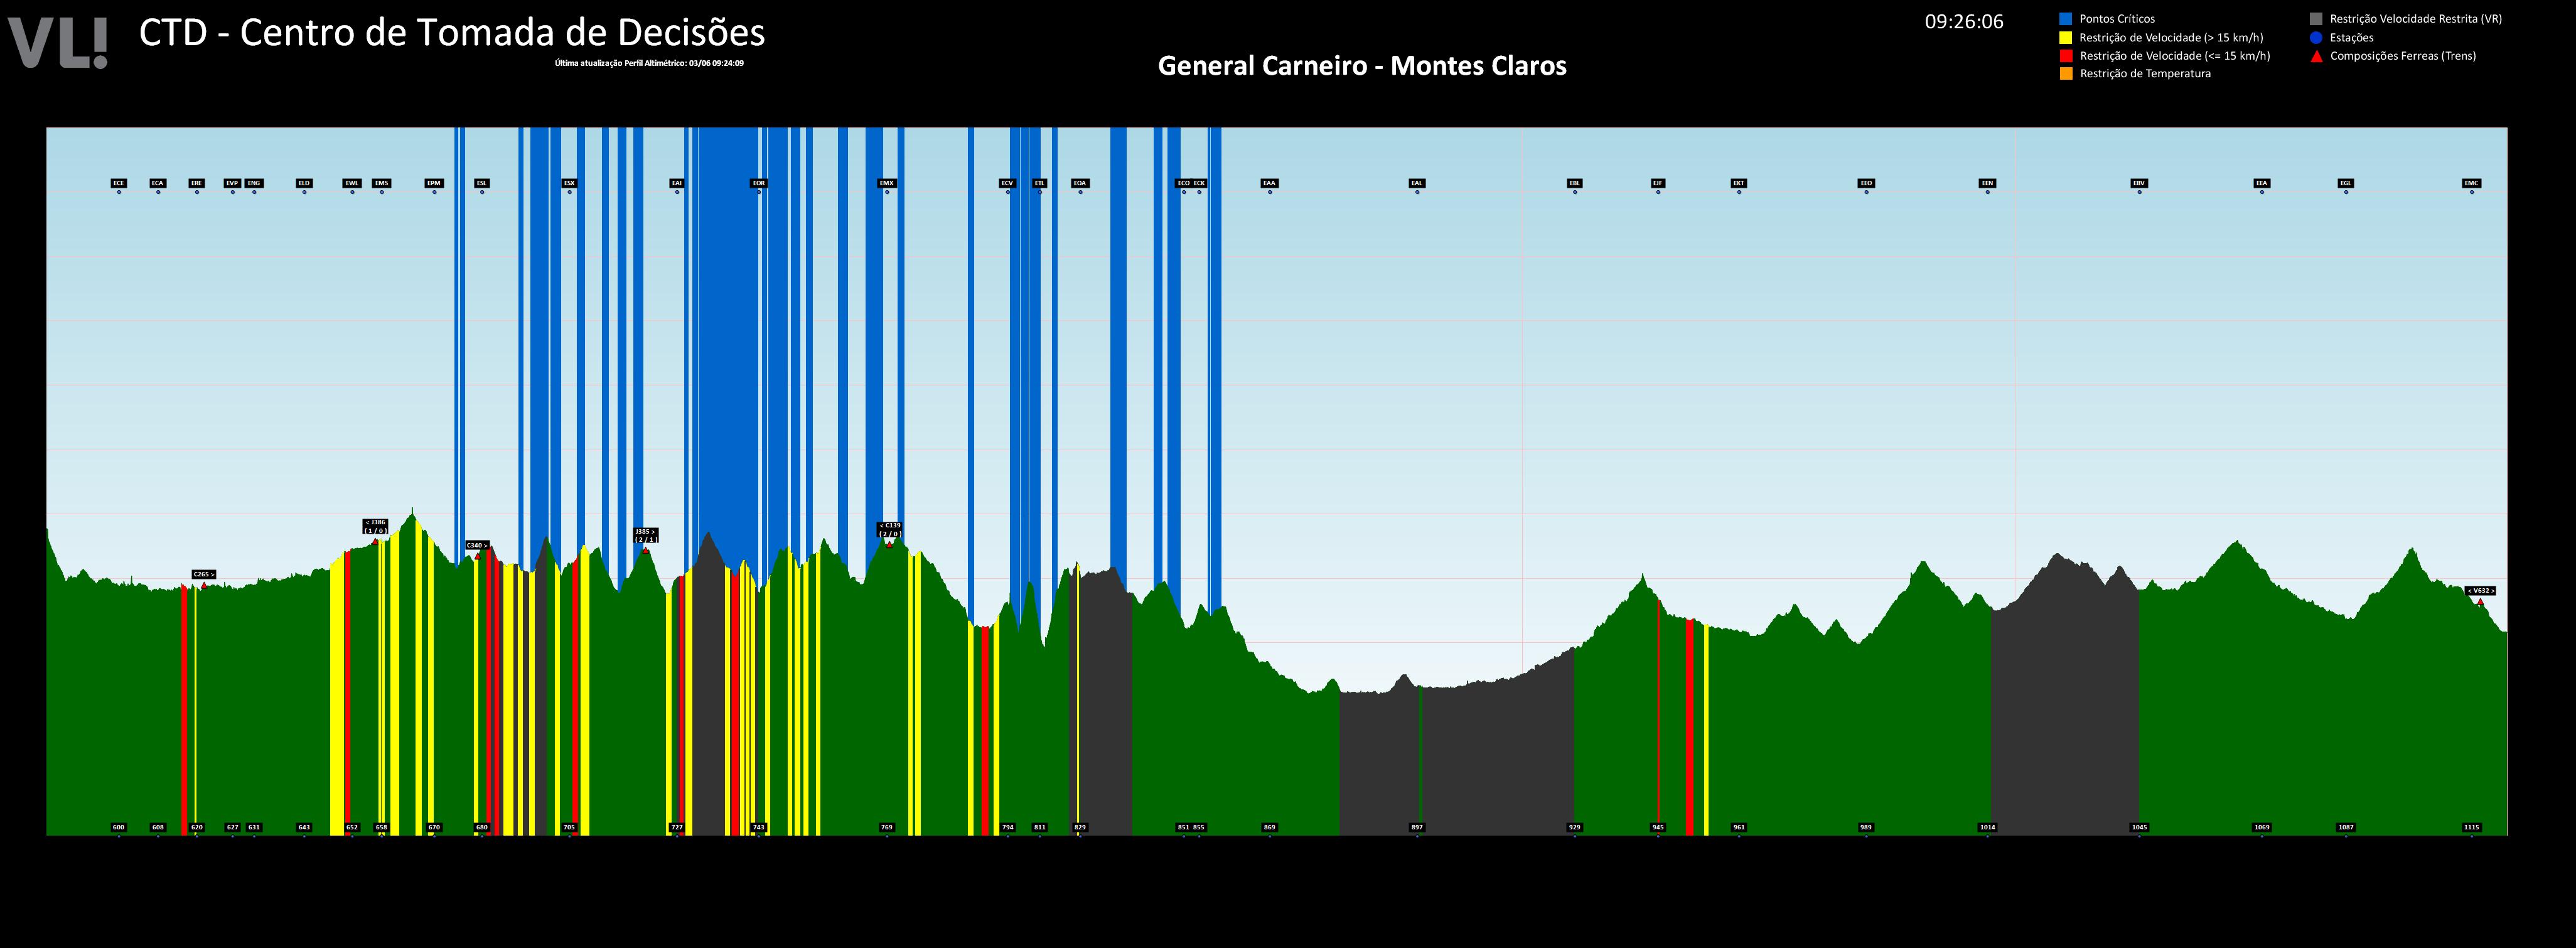 VL!
CTD - Centro de Tomada de Decisões
Última atualização Perfil Altimétrico: 03/06 09:24:09
General Carneiro - Montes Claros
09:26:06
Pontos Críticos
Restrição de Velocidade (> 15 km/h)
Restrição de Velocidade (<= 15 km/h)
Restrição de Temperatura
Restrição Velocidade Restrita (VR)
Estações
Composições Ferreas (Trens)
ECE ECA ERE EVP ENG ELD EWL EMS EPM ESL ESX EAI EOR EMX ECV ETL EOA ECO ECK EAA EAL EBL EJF EKT EEO EEN EBV EEA EGL EMC
< J386
( 1 / 0 )
C340 >
C265 >
J385 >
( 2 / 1 )
< C139
( 2 / 0 )
< V632 >
600 608 620 627 631 643 652 658 670 680 705 727 743 769 794 811 829 851 855 869 897 929 945 961 989 1014 1045 1069 1087 1115